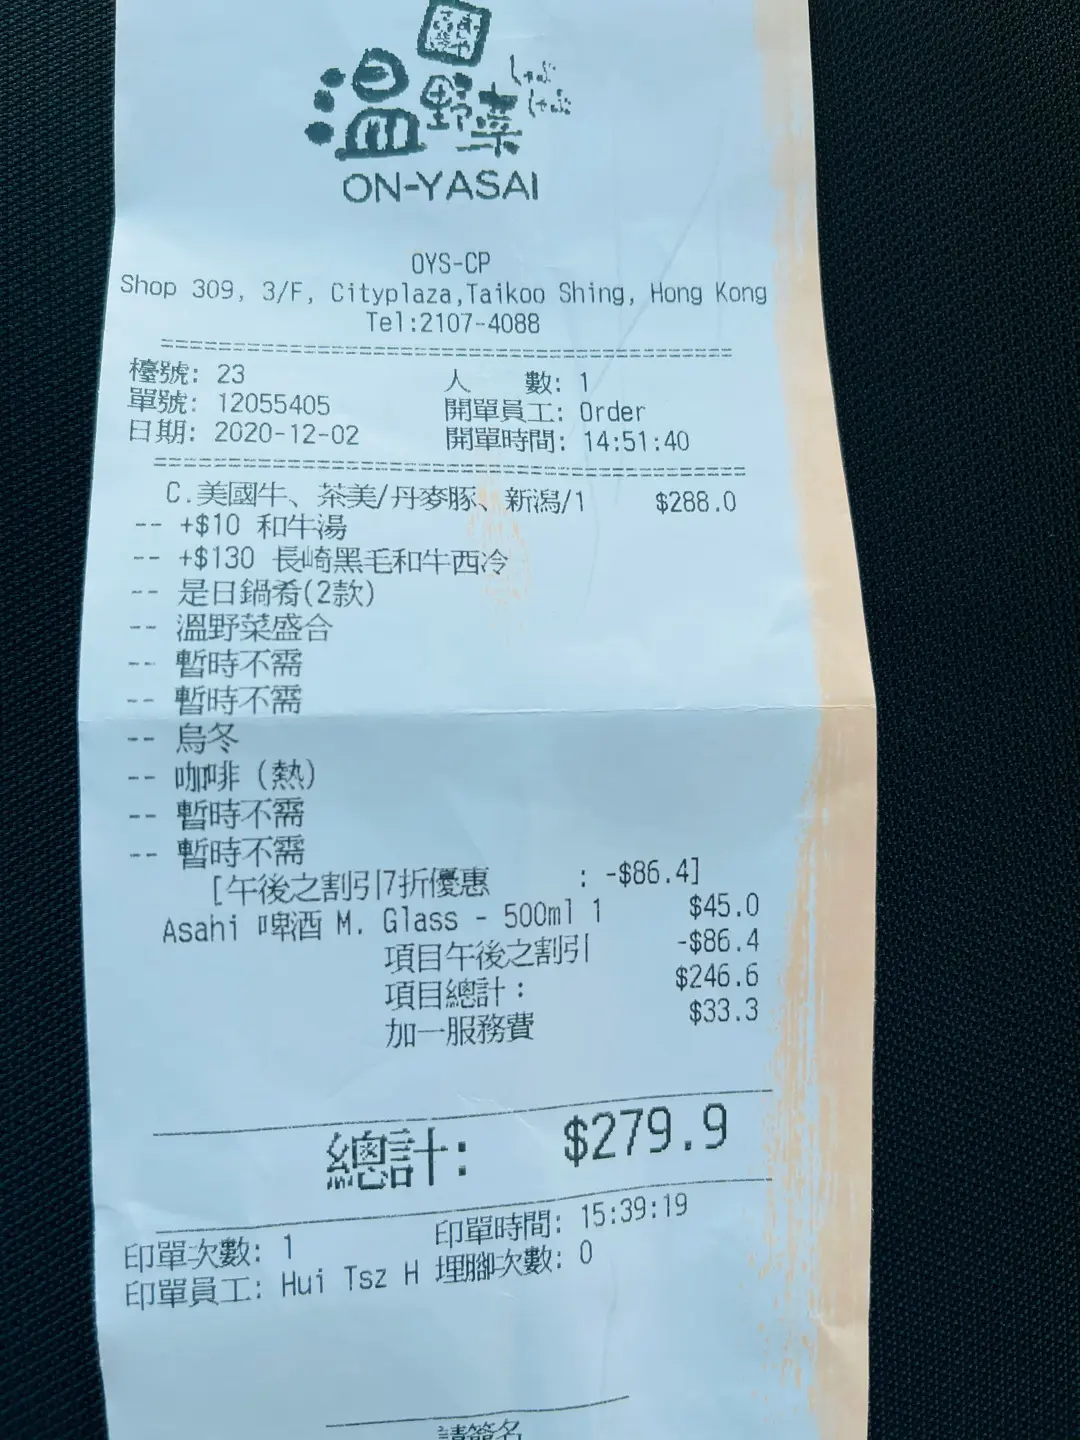 溫野菜
しゃぶ
しゃぶ
ON-YASAI
OYS-CP
Shop 309, 3/F, Cityplaza,Taikoo Shing, Hong Kong
Tel:2107-4088
檯號: 23 人 數: 1
單號: 12055405 開單員工: Order
日期: 2020-12-02 開單時間: 14:51:40
C.美國牛、茶美/丹麥豚、新潟/1 $288.0
-- +$10 和牛湯
-- +$130 長崎黑毛和牛西冷
-- 是日鍋肴(2款)
-- 溫野菜盛合
-- 暫時不需
-- 暫時不需
-- 烏冬
-- 咖啡 (熱)
-- 暫時不需
-- 暫時不需
[午後之割引7折優惠 : -$86.4]
Asahi 啤酒 M. Glass - 500ml 1 $45.0
項目午後之割引 -$86.4
項目總計: $246.6
加一服務費 $33.3
總計: $279.9
印單次數: 1 印單時間: 15:39:19
印單員工: Hui Tsz H 埋腳次數: 0
請簽名